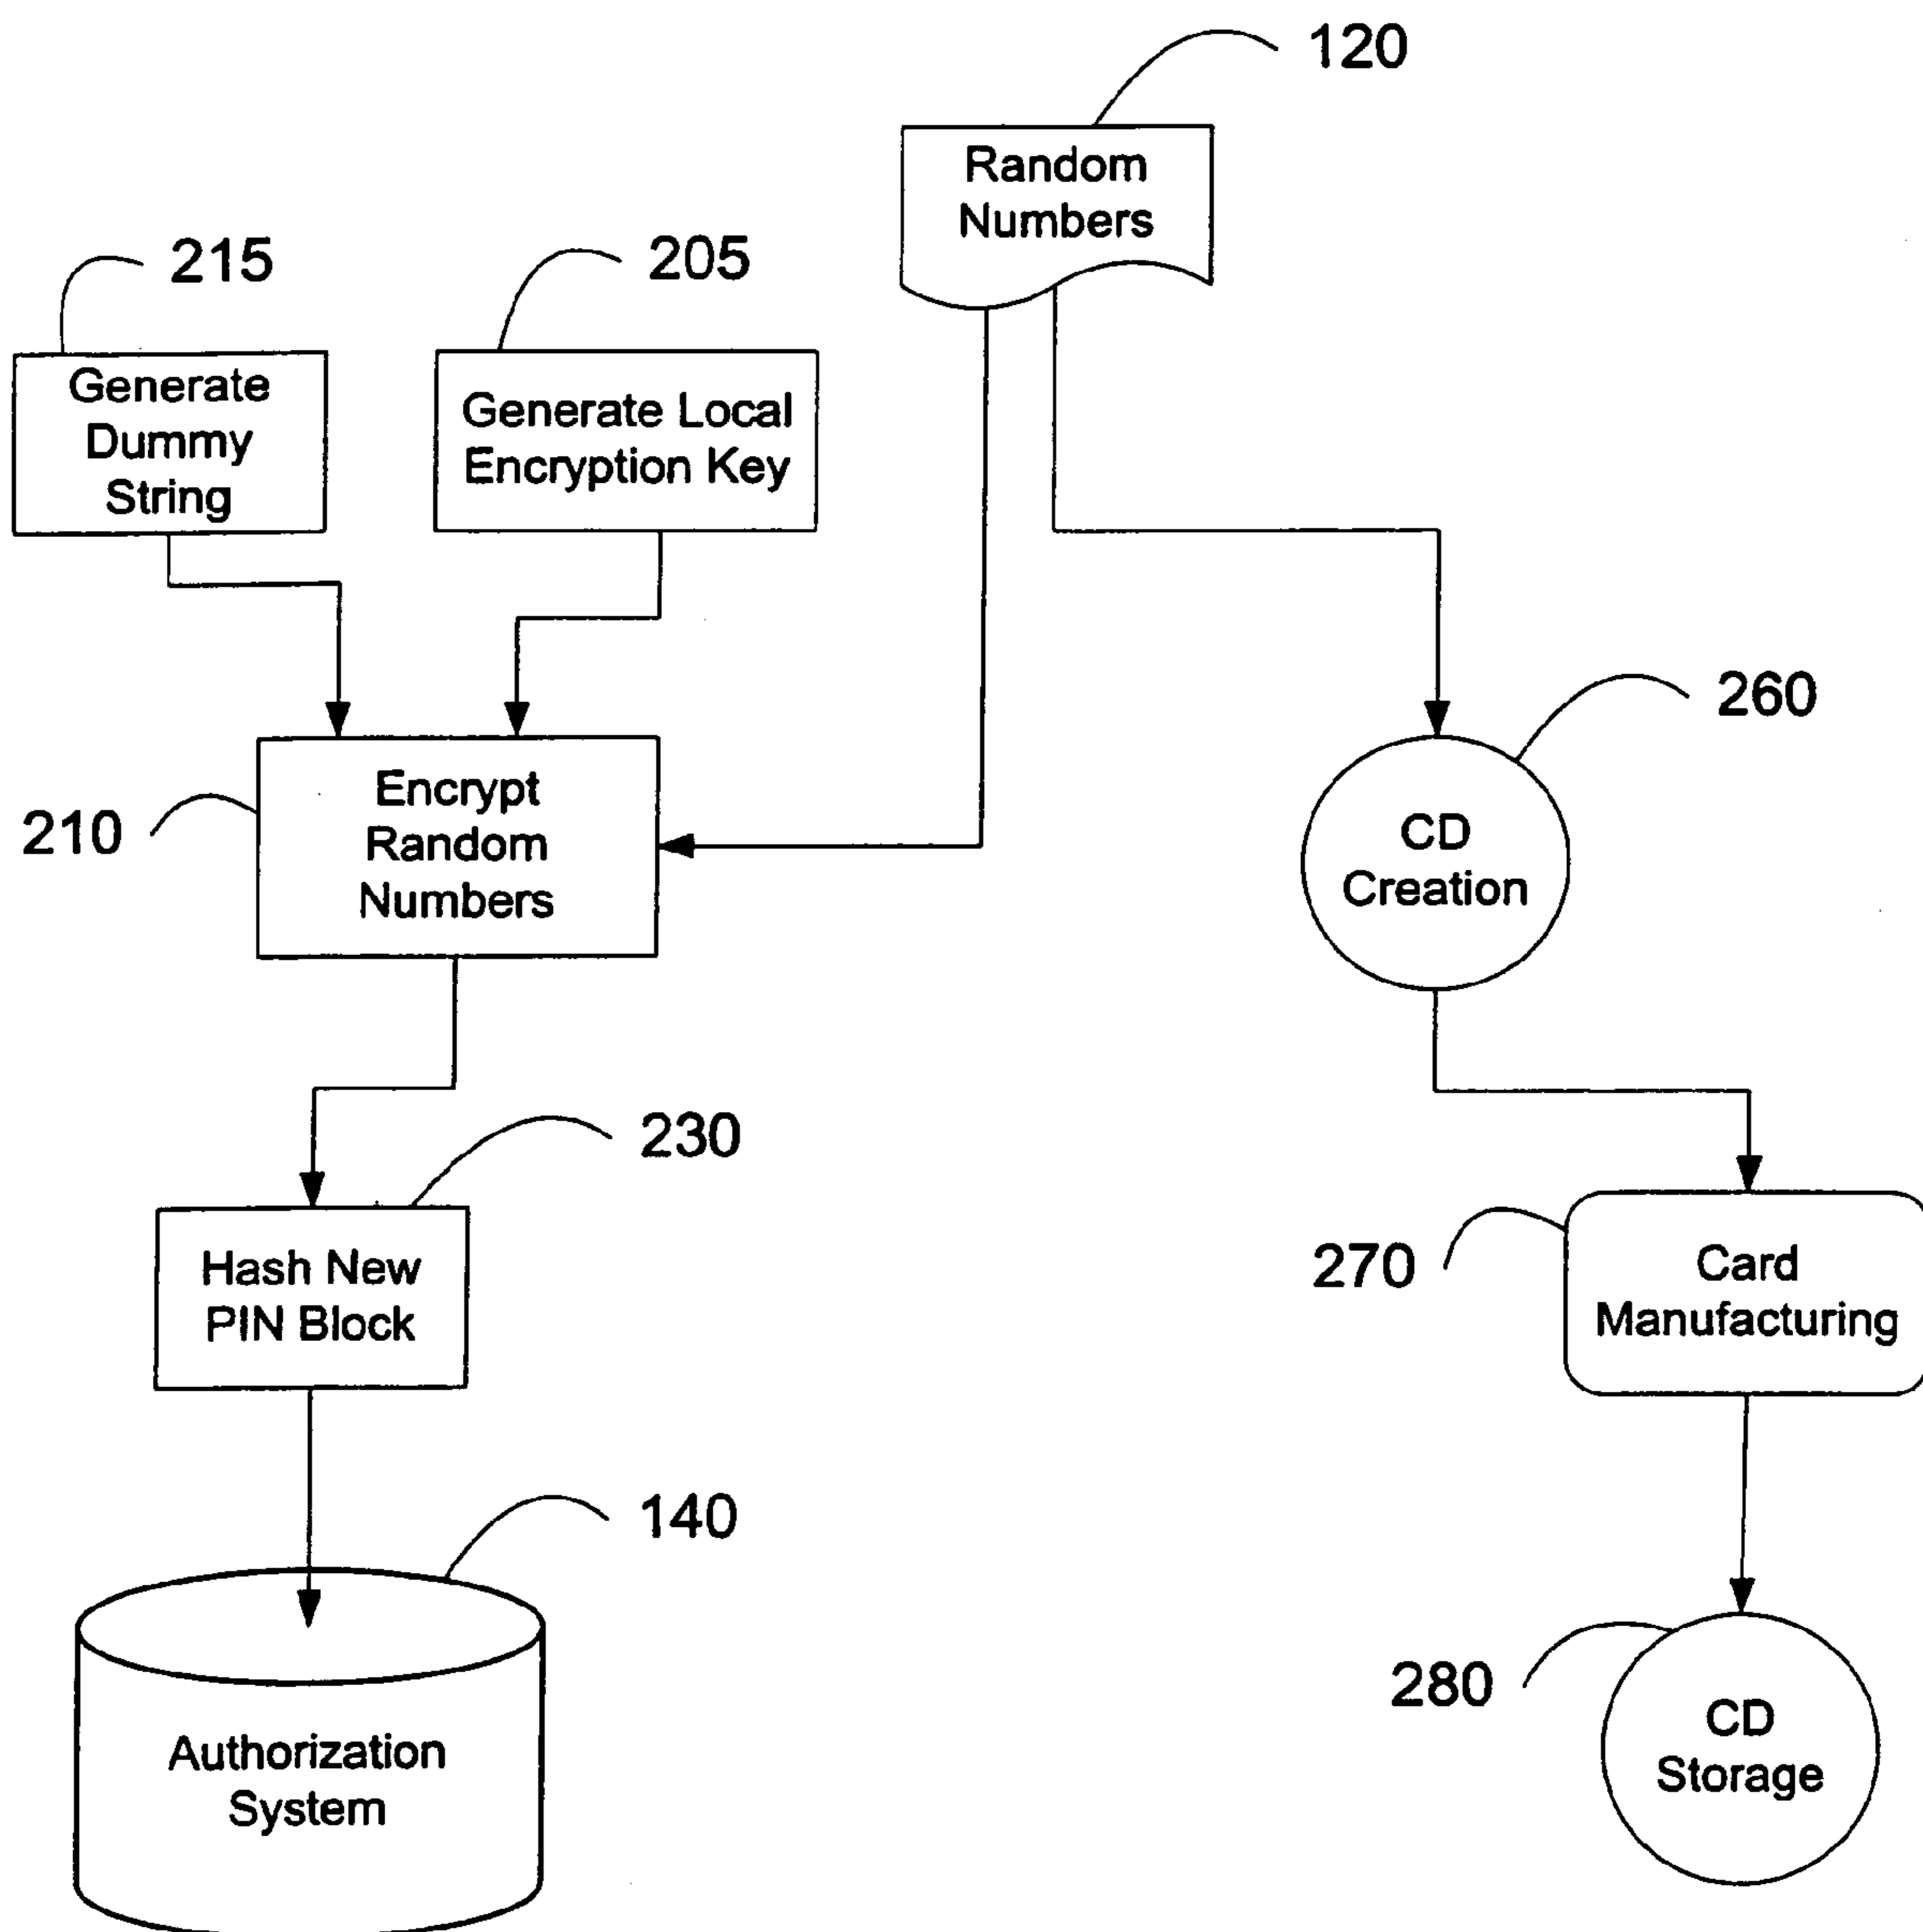 120
Random
Numbers
215
205
Generate
Dummy
String
Generate Local
Encryption Key
260
210
Encrypt
Random
Numbers
CD
Creation
230
Hash New
PIN Block
270
Card
Manufacturing
140
Authorization
System
280
CD
Storage